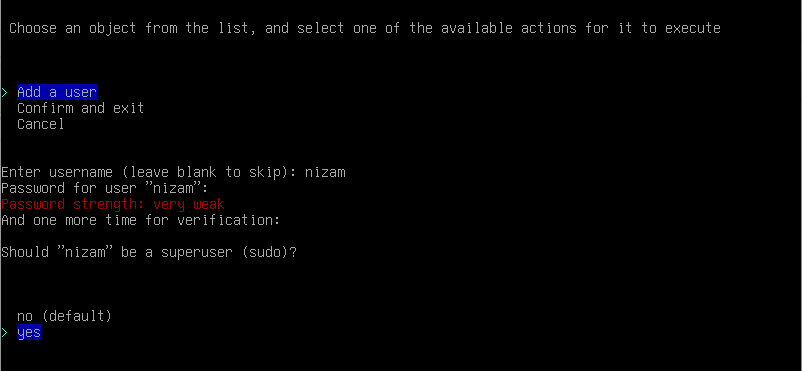 Choose an object from the list, and select one of the available actions for it to execute
> Add a user
Confirm and exit
Cancel
Enter username (leave blank to skip): nizam
Password for user ”nizam”:
Password strength: very weak
And one more time for verification:
Should ”nizam” be a superuser (sudo)?
no (default)
> yes